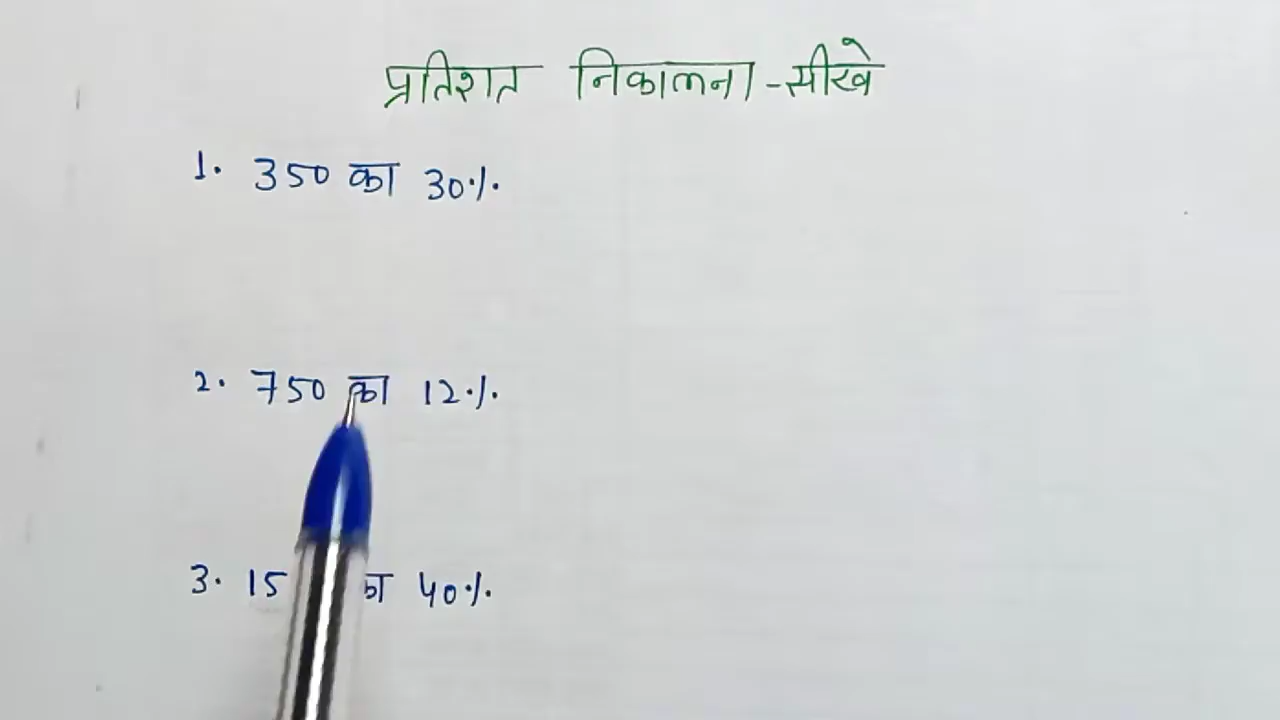 प्रतिशत निकालना - सीखे
1. 350 का 30%
2. 750 का 12%
3. 15 का 40%